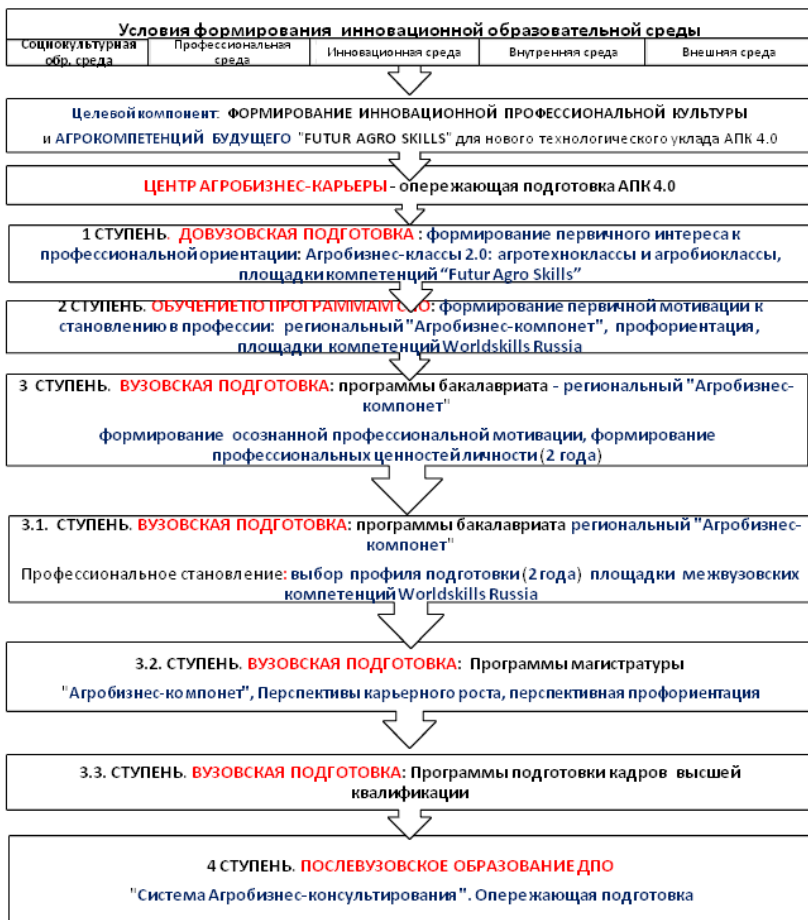 Условия формирования инновационной образовательной среды
Социокультурная обр. среда
Профессиональная среда
Инновационная среда
Внутренняя среда
Внешняя среда
Целевой компонент: ФОРМИРОВАНИЕ ИННОВАЦИОННОЙ ПРОФЕССИОНАЛЬНОЙ КУЛЬТУРЫ
и АГРОКОМПЕТЕНЦИЙ БУДУЩЕГО "FUTUR AGRO SKILLS" для нового технологического уклада АПК 4.0
ЦЕНТР АГРОБИЗНЕС-КАРЬЕРЫ - опережающая подготовка АПК 4.0
1 СТУПЕНЬ. ДОВУЗОВСКАЯ ПОДГОТОВКА : формирование первичного интереса к
профессиональной ориентации: Агробизнес-классы 2.0: агротехноклассы и агробиоклассы,
площадки компетенций "Futur Agro Skills"
2 СТУПЕНЬ. ОБУЧЕНИЕ ПО ПРОГРАММАМ СПО: формирование первичной мотивации к
становлению в профессии: региональный "Агробизнес-компонет", профориентация,
площадки компетенций Worldskills Russia
3 СТУПЕНЬ. ВУЗОВСКАЯ ПОДГОТОВКА: программы бакалавриата - региональный "Агробизнес-
компонет"
формирование осознанной профессиональной мотивации, формирование
профессиональных ценностей личности (2 года)
3.1. СТУПЕНЬ. ВУЗОВСКАЯ ПОДГОТОВКА: программы бакалавриата региональный "Агробизнес-
компонет"
Профессиональное становление: выбор профиля подготовки (2 года) площадки межвузовских
компетенций Worldskills Russia
3.2. СТУПЕНЬ. ВУЗОВСКАЯ ПОДГОТОВКА: Программы магистратуры
"Агробизнес-компонет", Перспективы карьерного роста, перспективная профориентация
3.3. СТУПЕНЬ. ВУЗОВСКАЯ ПОДГОТОВКА: Программы подготовки кадров высшей
квалификации
4 СТУПЕНЬ. ПОСЛЕВУЗОВСКОЕ ОБРАЗОВАНИЕ ДПО
"Система Агробизнес-консультирования". Опережающая подготовка